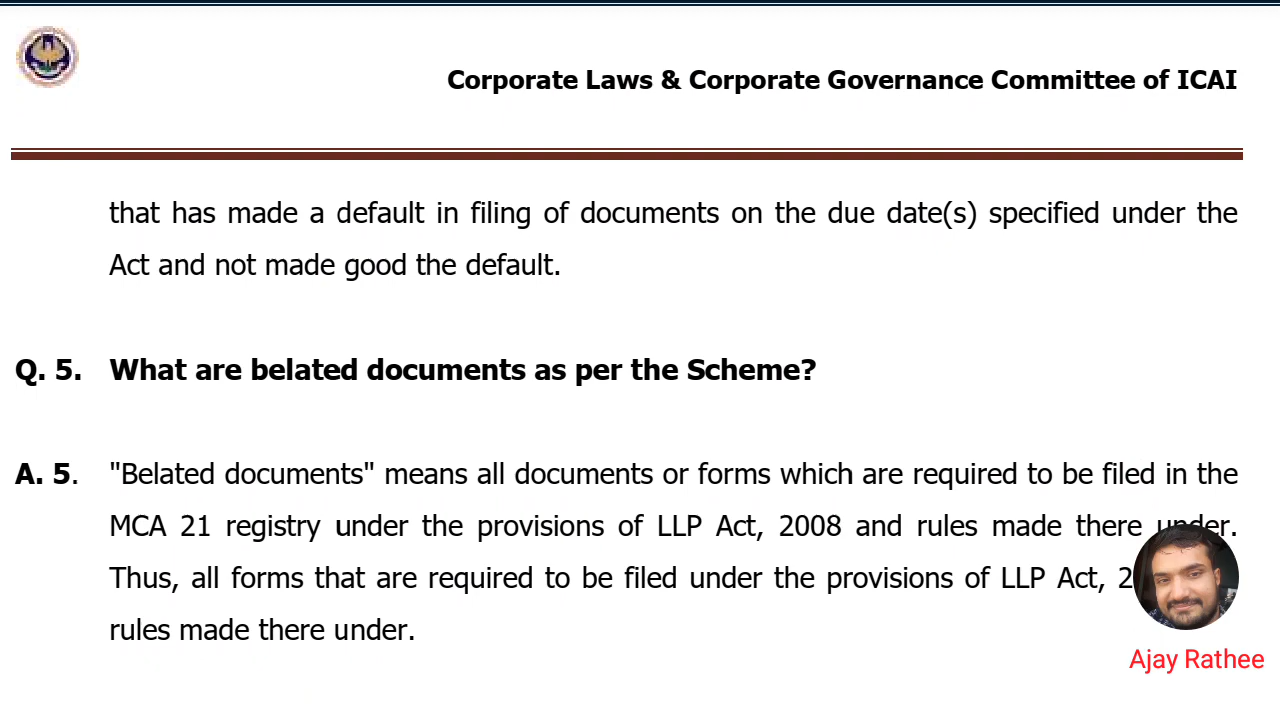 Corporate Laws & Corporate Governance Committee of ICAI
that has made a default in filing of documents on the due date(s) specified under the
Act and not made good the default.
Q. 5. What are belated documents as per the Scheme?
A. 5. "Belated documents" means all documents or forms which are required to be filed in the
MCA 21 registry under the provisions of LLP Act, 2008 and rules made there under.
Thus, all forms that are required to be filed under the provisions of LLP Act,
rules made there under.
Ajay Rathee